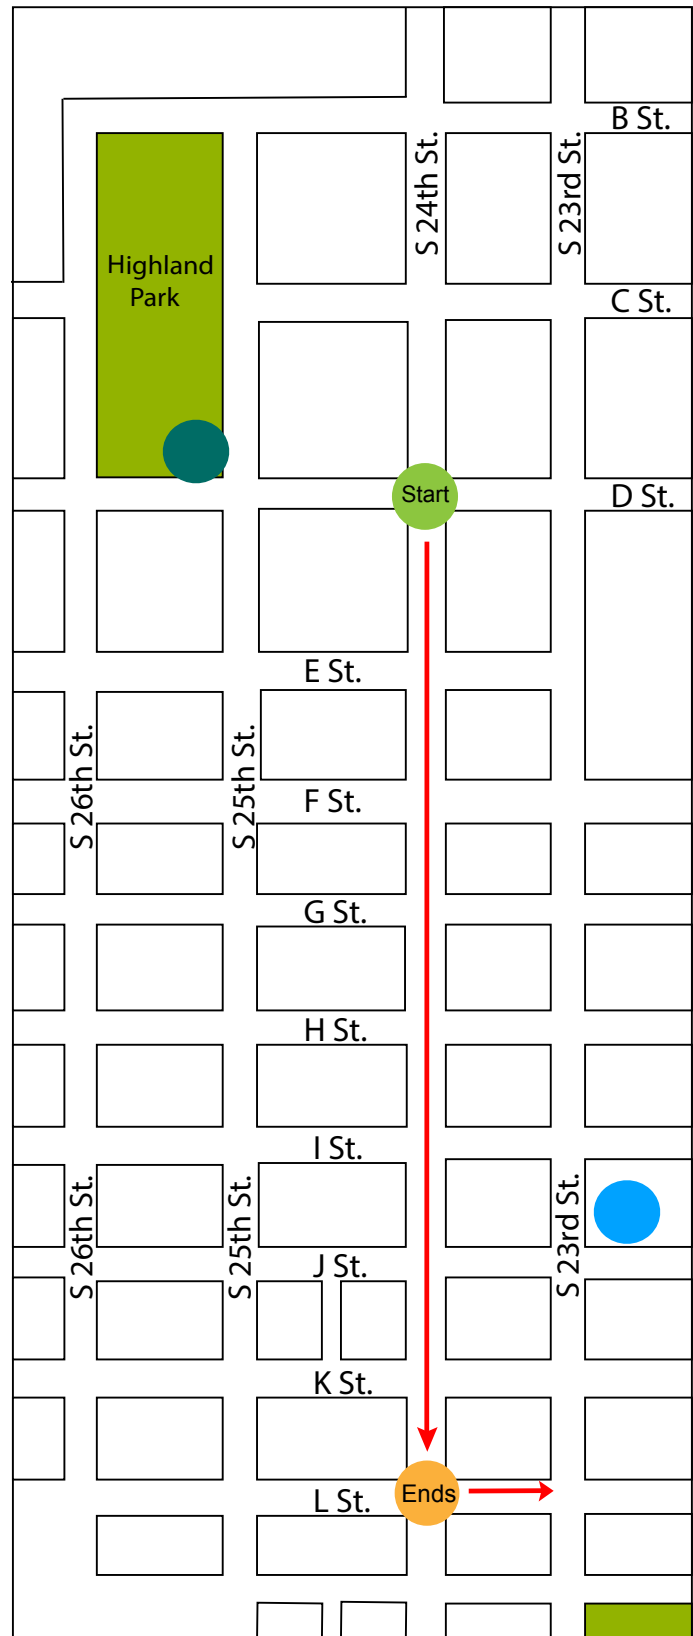 B St.
S 24th St.
S 23rd St.
Highland
Park
C St.
Start
D St.
E St.
S 26th St.
S 25th St.
F St.
G St.
H St.
I St.
S 26th St.
S 25th St.
S 23rd St.
J St.
K St.
Ends
L St.